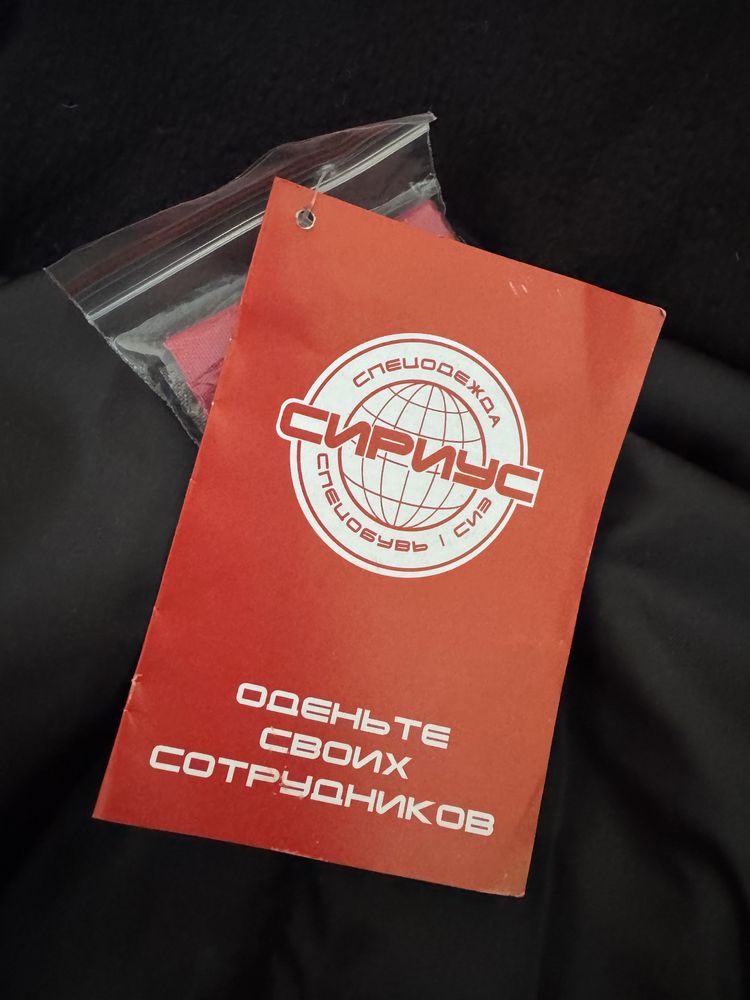 СПЕЦОДЕЖДА
СИРИУС
СПЕЦОБУВЬ | СИЗ
ОДЕНЬТЕ
СВОИХ
СОТРУДНИКОВ